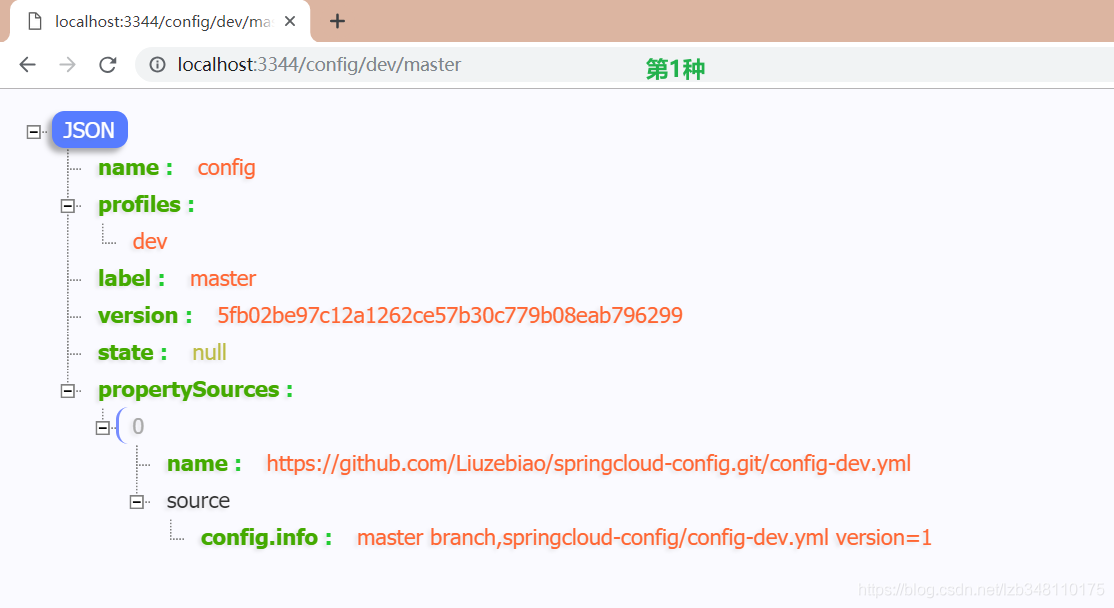 localhost:3344/config/dev/ma
localhost:3344/config/dev/master
第1种
JSON
name : config
profiles :
dev
label : master
version : 5fb02be97c12a1262ce57b30c779b08eab796299
state : null
propertySources :
0
name : https://github.com/Liuzebiao/springcloud-config.git/config-dev.yml
source
config.info : master branch,springcloud-config/config-dev.yml version=1
https://blog.csdn.net/lzb348110175